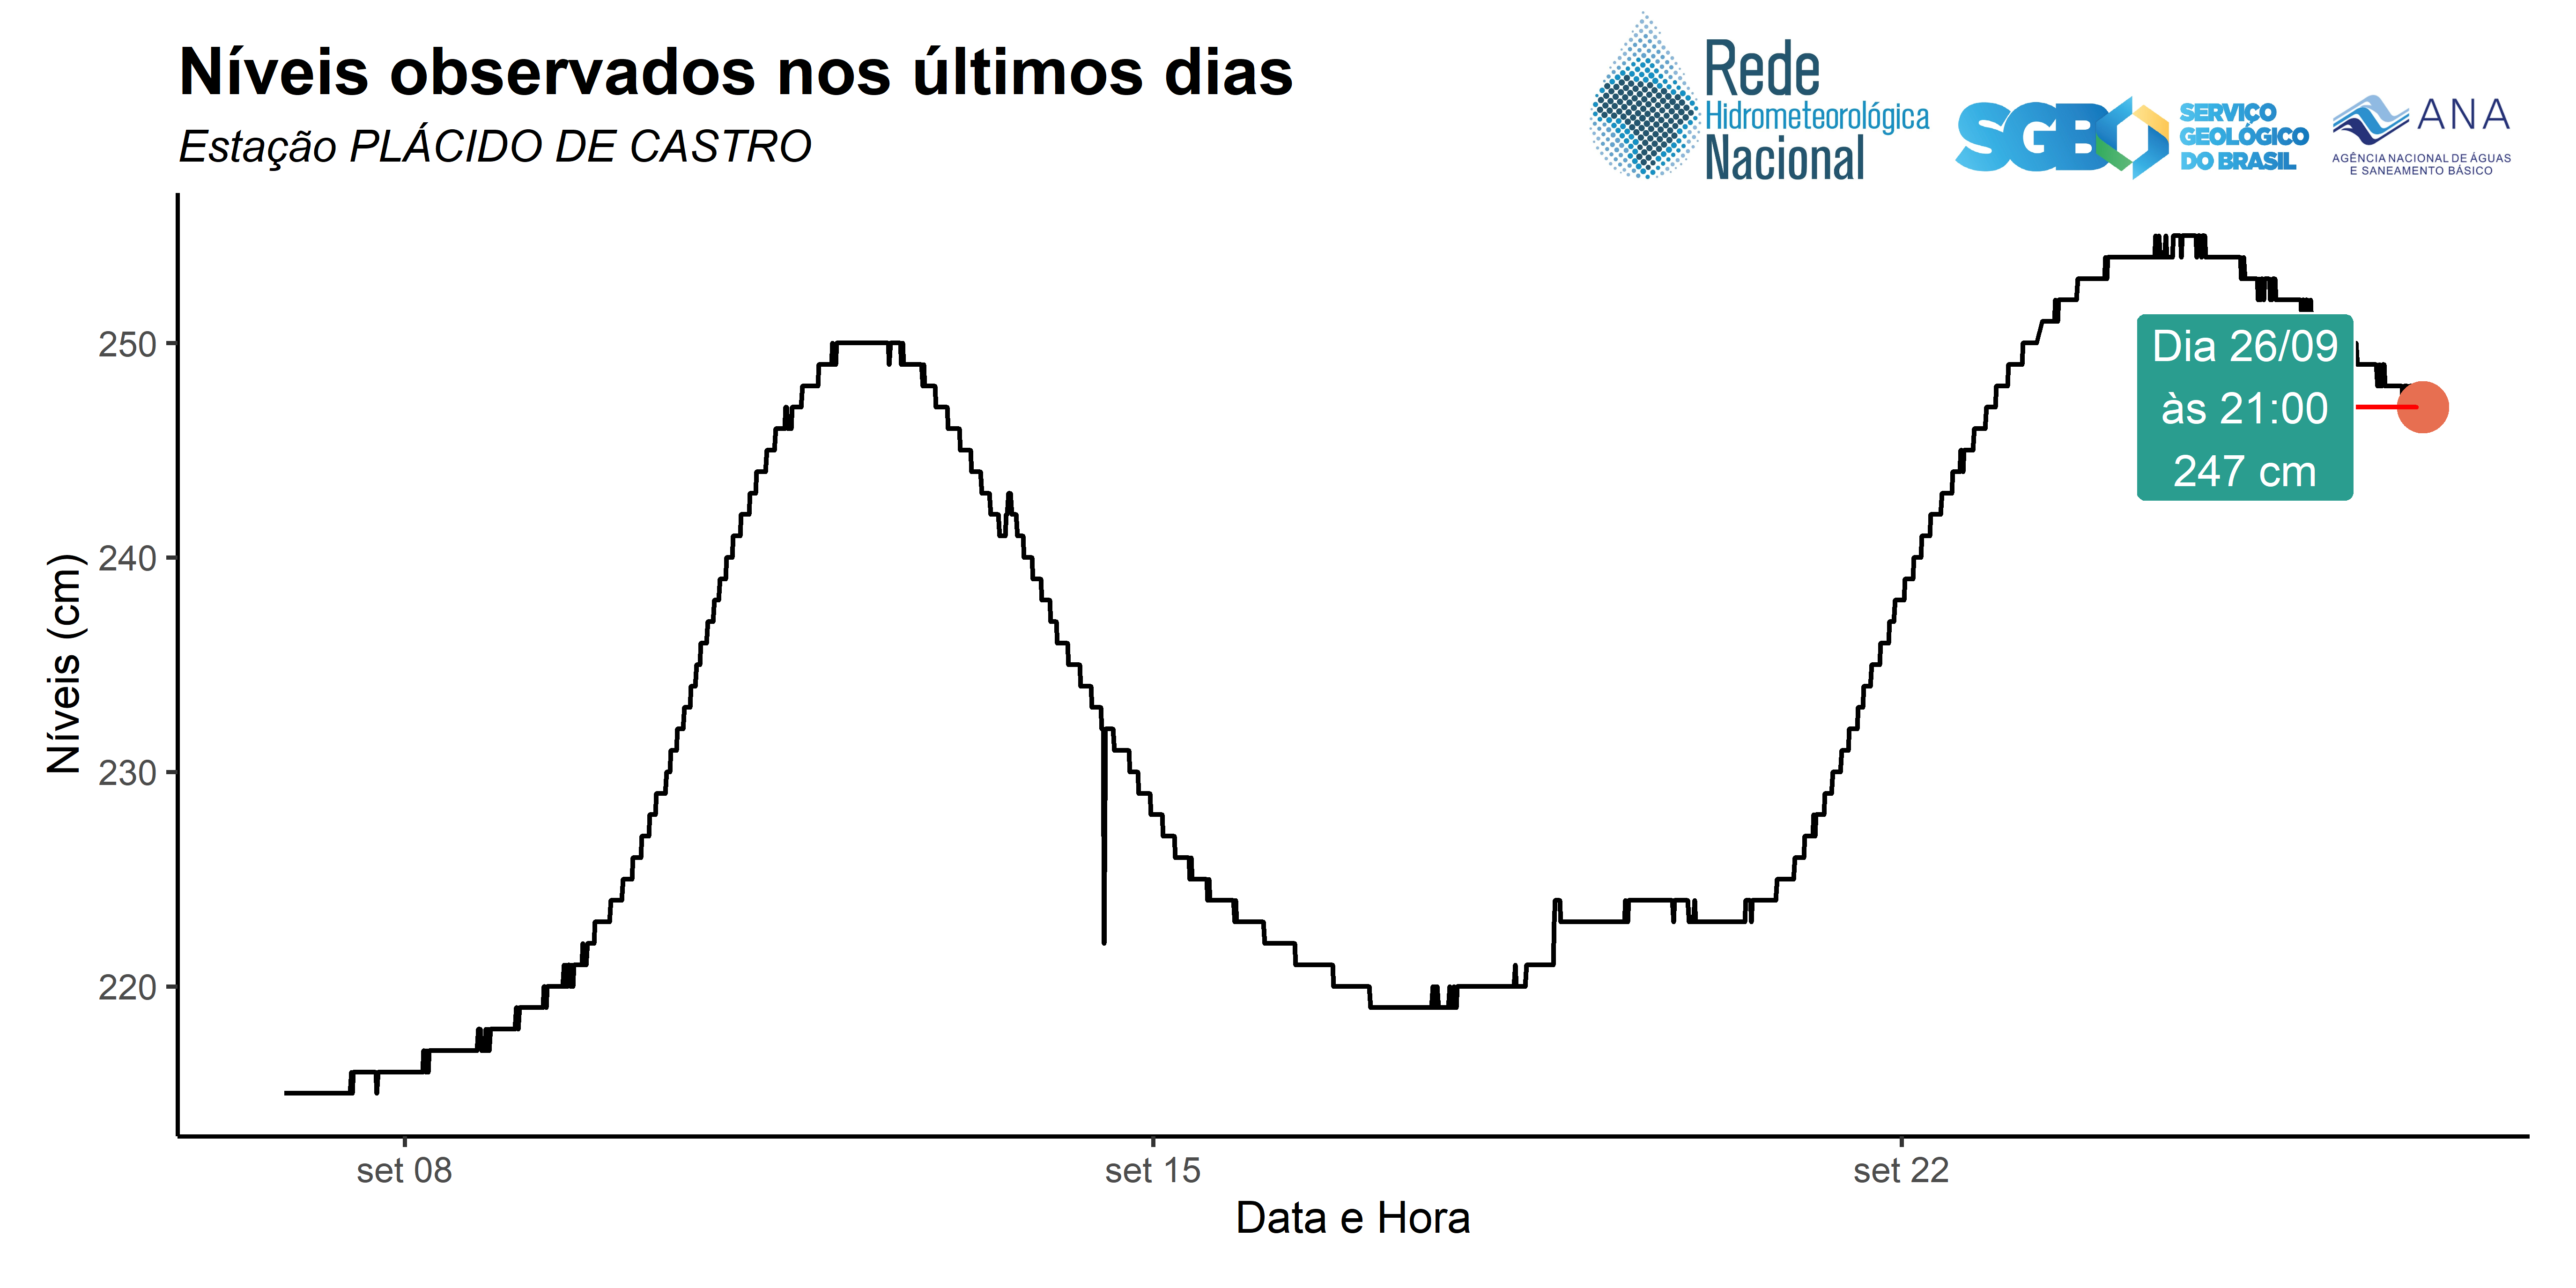 Níveis observados nos últimos dias
Estação PLÁCIDO DE CASTRO
Rede
Hidrometeorológica
Nacional
SGB
SERVIÇO
GEOLÓGICO
DO BRASIL
ANA
AGÊNCIA NACIONAL DE ÁGUAS
E SANEAMENTO BÁSICO
Níveis (cm)
250
240
230
220
Dia 26/09
às 21:00
247 cm
set 08
set 15
set 22
Data e Hora